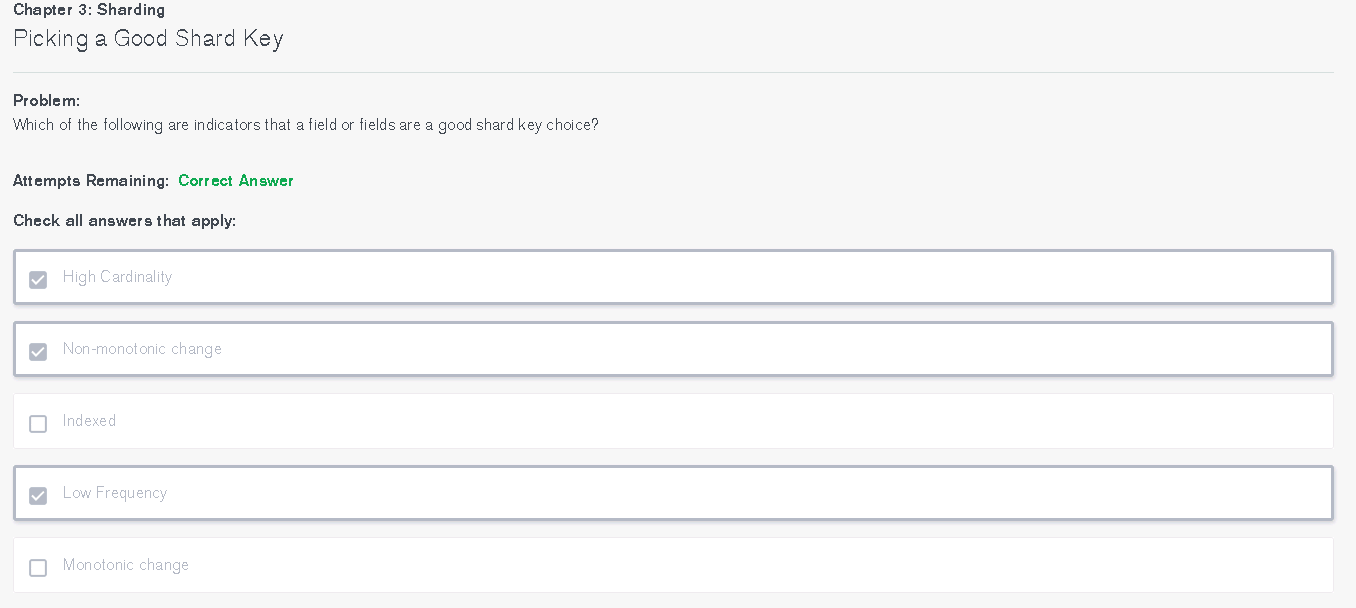 Chapter 3: Sharding
Picking a Good Shard Key
Problem:
Which of the following are indicators that a field or fields are a good shard key choice?
Attempts Remaining: Correct Answer
Check all answers that apply:
High Cardinality
Non-monotonic change
Indexed
Low Frequency
Monotonic change